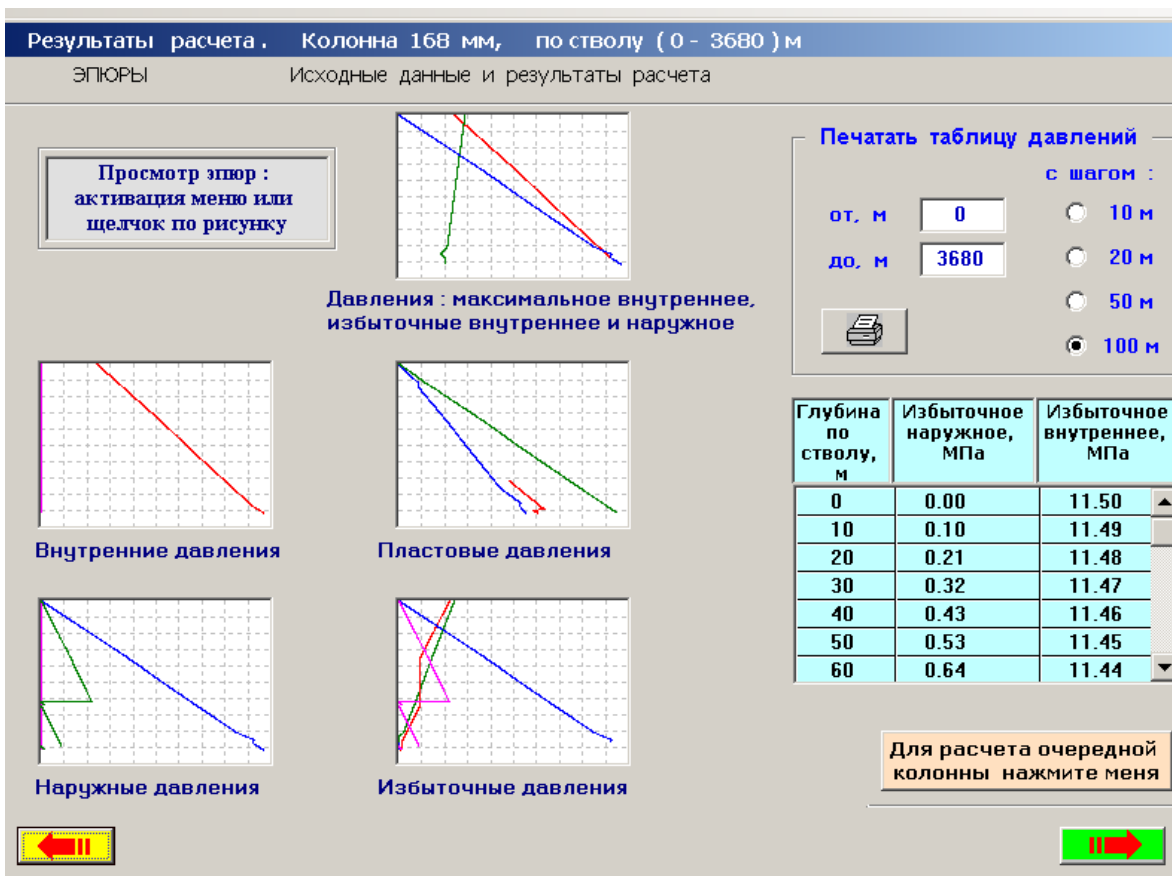 Результаты расчета. Колонна 168 мм, по стволу ( 0 - 3680 ) м
ЭПЮРЫ Исходные данные и результаты расчета
Просмотр эпюр :
активация меню или
щелчок по рисунку
Давления : максимальное внутреннее,
избыточные внутреннее и наружное
Внутренние давления
Пластовые давления
Наружные давления
Избыточные давления
Печатать таблицу давлений
с шагом :
от, м 0 10 м
до, м 3680 20 м
50 м
100 м
Глубина по стволу, м Избыточное наружное, МПа Избыточное внутреннее, МПа
0 0.00 11.50
10 0.10 11.49
20 0.21 11.48
30 0.32 11.47
40 0.43 11.46
50 0.53 11.45
60 0.64 11.44
Для расчета очередной
колонны нажмите меня